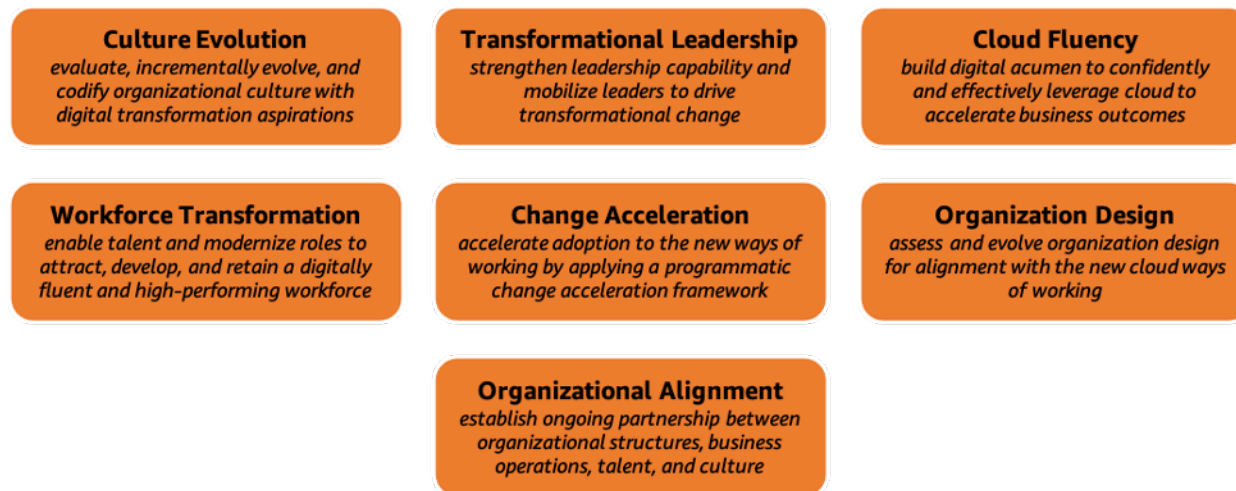 Culture Evolution
evaluate, incrementally evolve, and
codify organizational culture with
digital transformation aspirations
Transformational Leadership
strengthen leadership capability and
mobilize leaders to drive
transformational change
Cloud Fluency
build digital acumen to confidently
and effectively leverage cloud to
accelerate business outcomes
Workforce Transformation
enable talent and modernize roles to
attract, develop, and retain a digitally
fluent and high-performing workforce
Change Acceleration
accelerate adoption to the new ways of
working by applying a programmatic
change acceleration framework
Organization Design
assess and evolve organization design
for alignment with the new cloud ways
of working
Organizational Alignment
establish ongoing partnership between
organizational structures, business
operations, talent, and culture